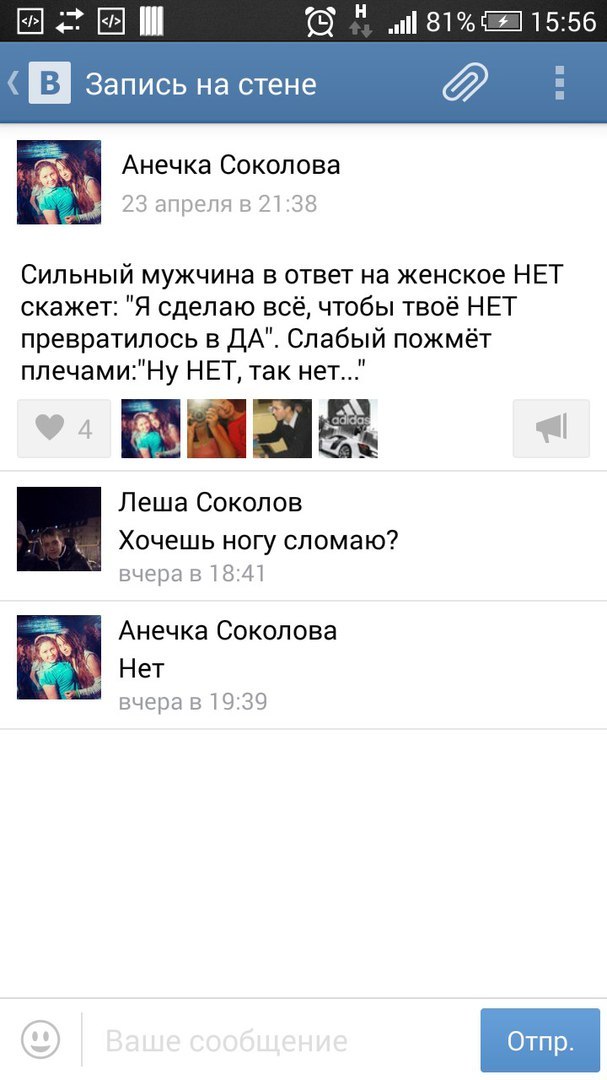 H 81% 15:56
В Запись на стене
Анечка Соколова
23 апреля в 21:38
Сильный мужчина в ответ на женское НЕТ
скажет: "Я сделаю всё, чтобы твоё НЕТ
превратилось в ДА". Слабый пожмёт
плечами:"Ну НЕТ, так нет..."
4
adidas
Леша Соколов
Хочешь ногу сломаю?
вчера в 18:41
Анечка Соколова
Нет
вчера в 19:39
Ваше сообщение
Отпр.